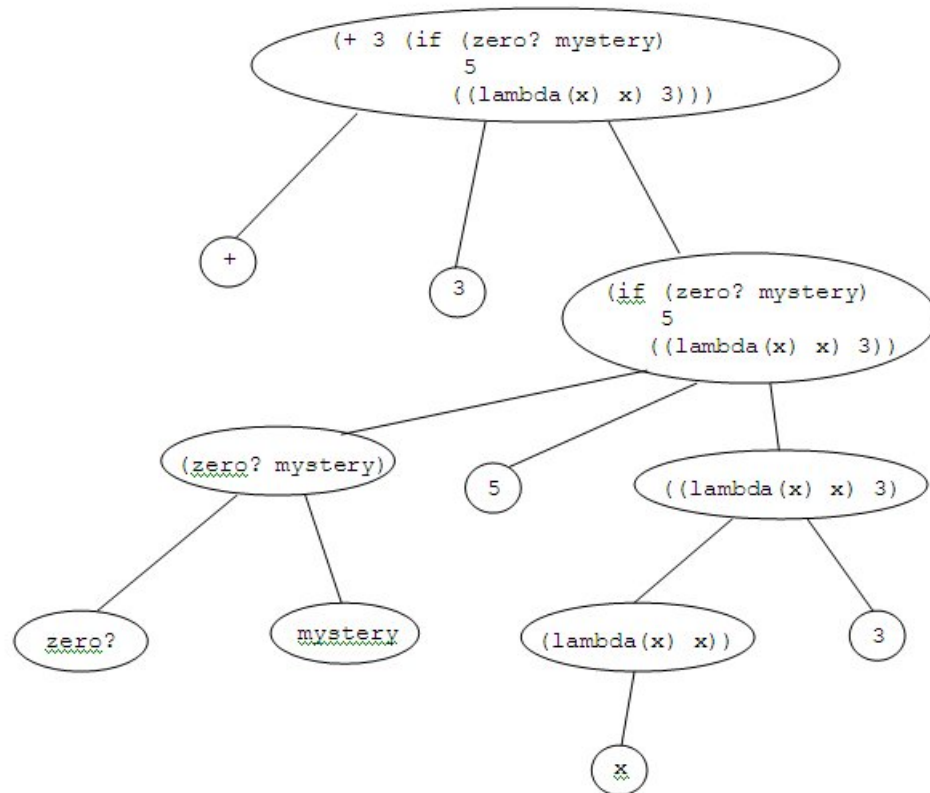 (+ 3 (if (zero? mystery)
5
((lambda(x) x) 3)))
+
3
(if (zero? mystery)
5
((lambda(x) x) 3))
(zero? mystery)
5
((lambda(x) x) 3)
zero?
mystery
(lambda(x) x))
3
x